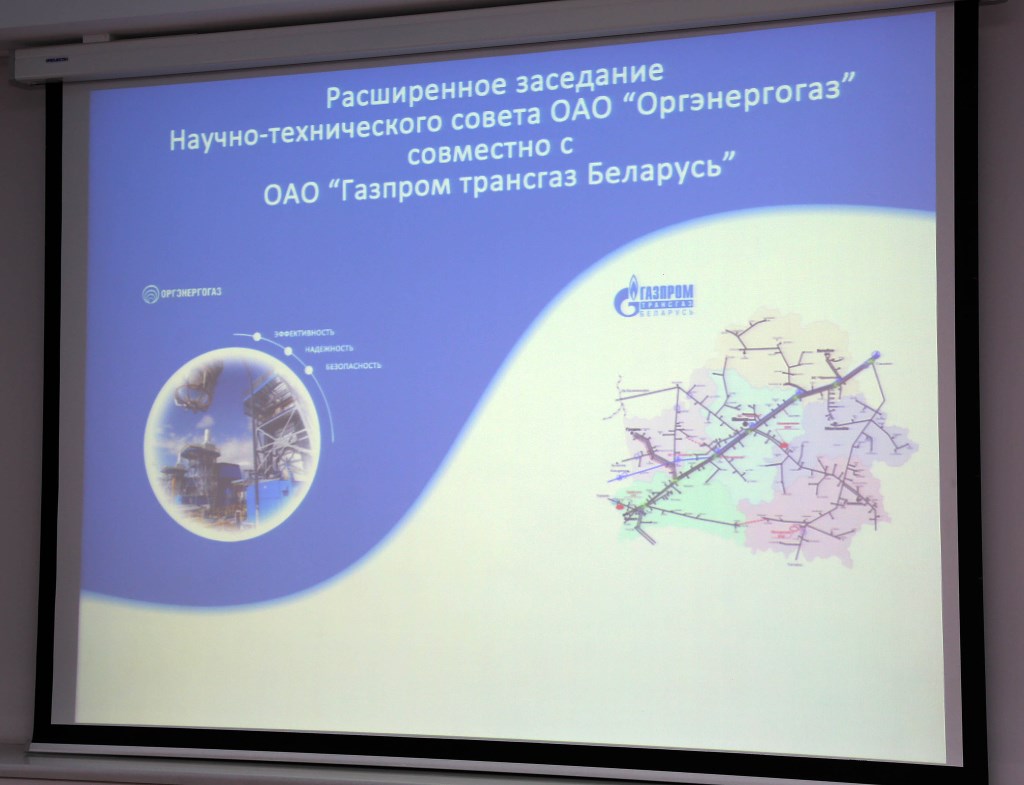 Расширенное заседание
Научно-технического совета ОАО “Оргэнергогаз”
совместно с
ОАО “Газпром трансгаз Беларусь”
ОРГЭНЕРГОГАЗ
ЭФФЕКТИВНОСТЬ
НАДЕЖНОСТЬ
БЕЗОПАСНОСТЬ
ГАЗПРОМ
ТРАНСГАЗ
БЕЛАРУСЬ